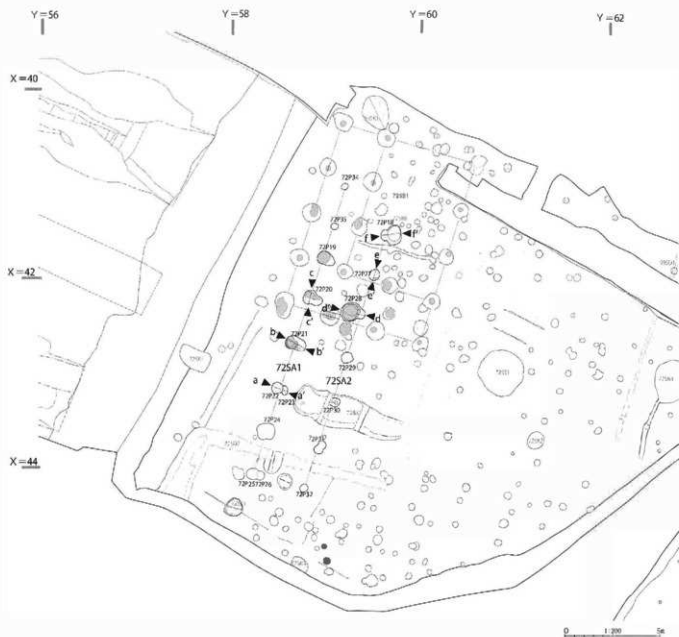 Y = 56
Y = 58
Y = 60
Y = 62
X = 40
72P34
72SB1
72P35
72P18
f
f'
72P19
e
72P27
X = 42
c
72P20
e'
72P28
d'
d
c'
b
72P21
b'
72P29
72SA1
72SA2
a
72P22
a'
72P23
72P30
72P24
X = 44
72P25
72P26
72P37
0
1:200
5m